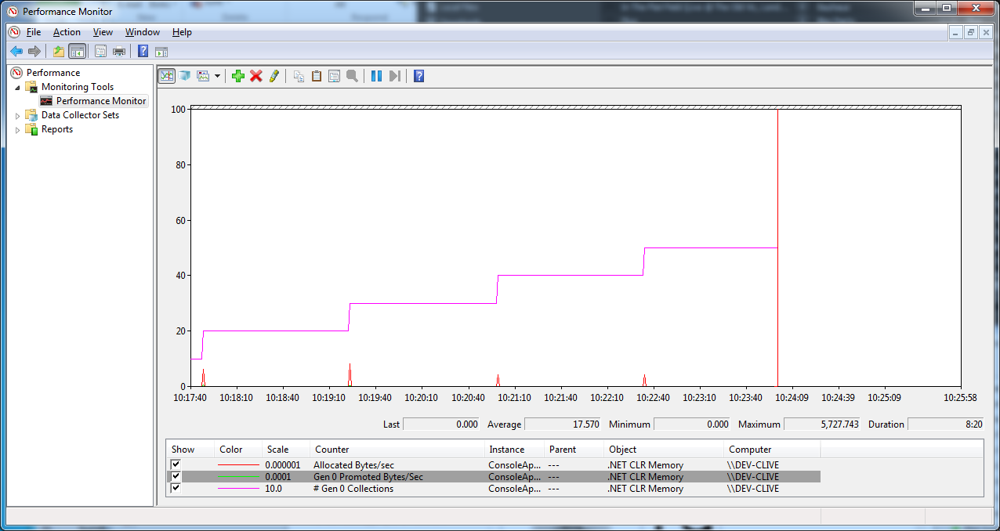 Performance Monitor
File Action View Window Help
Performance
Monitoring Tools
Performance Monitor
Data Collector Sets
Reports
100
80
60
40
20
0
10:17:40 10:18:10 10:18:40 10:19:10 10:19:40 10:20:10 10:20:40 10:21:10 10:21:40 10:22:10 10:22:40 10:23:10 10:23:40 10:24:09 10:24:39 10:25:09 10:25:58
Last 0.000 Average 17.570 Minimum 0.000 Maximum 5,727.743 Duration 8:20
Show Color Scale Counter Instance Parent Object Computer
0.000001 Allocated Bytes/sec ConsoleAp... --- .NET CLR Memory \\DEV-CLIVE
0.0001 Gen 0 Promoted Bytes/Sec ConsoleAp... --- .NET CLR Memory \\DEV-CLIVE
10.0 # Gen 0 Collections ConsoleAp... --- .NET CLR Memory \\DEV-CLIVE